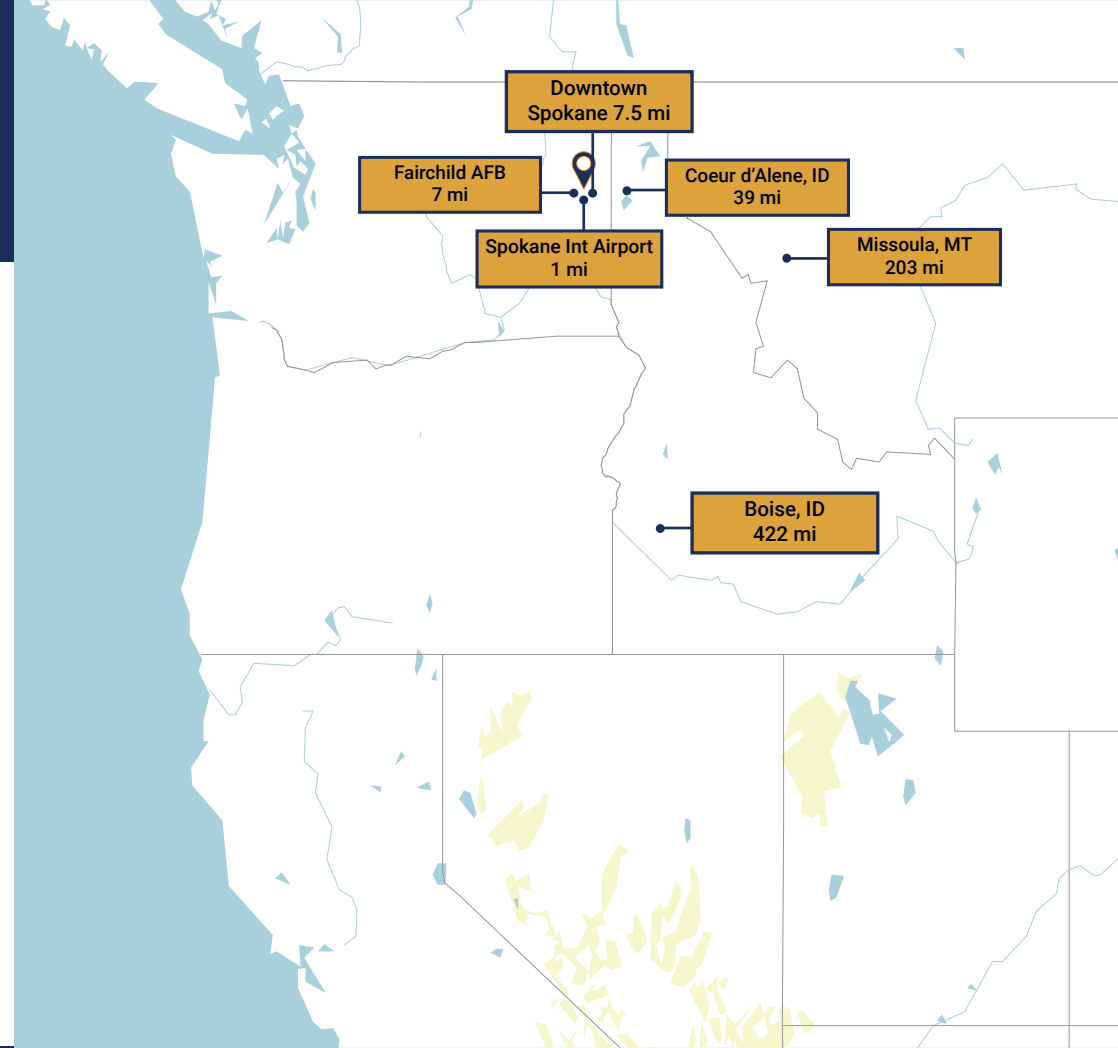 Downtown
Spokane 7.5 mi
Fairchild AFB
7 mi
Coeur d’Alene, ID
39 mi
Spokane Int Airport
1 mi
Missoula, MT
203 mi
Boise, ID
422 mi